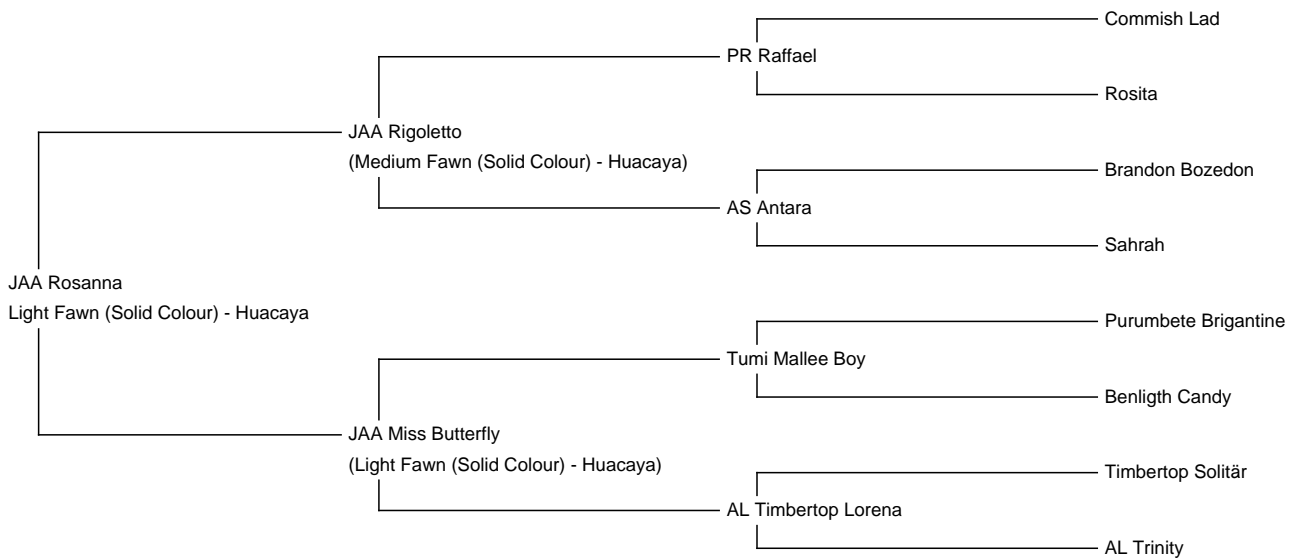 Commish Lad
PR Raffael
Rosita
JAA Rigoletto
(Medium Fawn (Solid Colour) - Huacaya)
Brandon Bozedon
AS Antara
Sahrah
JAA Rosanna
Light Fawn (Solid Colour) - Huacaya
Purumbete Brigantine
Tumi Mallee Boy
Benligth Candy
JAA Miss Butterfly
(Light Fawn (Solid Colour) - Huacaya)
Timbertop Solitär
AL Timbertop Lorena
AL Trinity